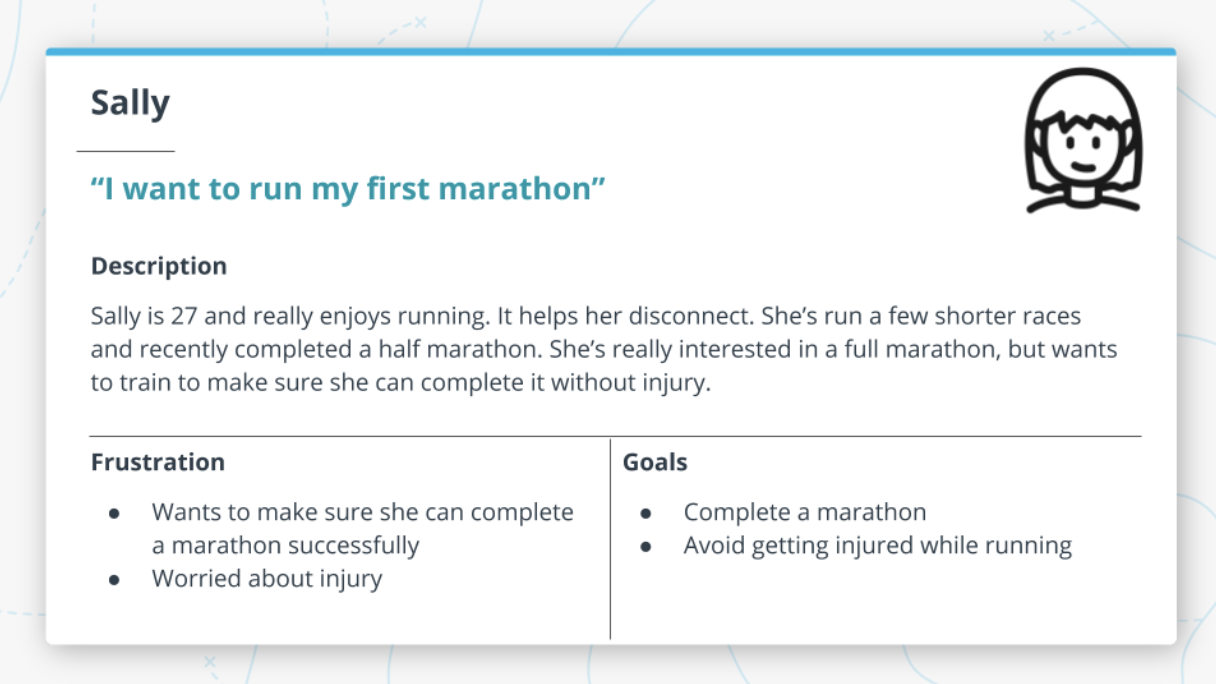 Sally
“I want to run my first marathon”
Description
Sally is 27 and really enjoys running. It helps her disconnect. She’s run a few shorter races
and recently completed a half marathon. She’s really interested in a full marathon, but wants
to train to make sure she can complete it without injury.
Frustration
● Wants to make sure she can complete
a marathon successfully
● Worried about injury
Goals
● Complete a marathon
● Avoid getting injured while running